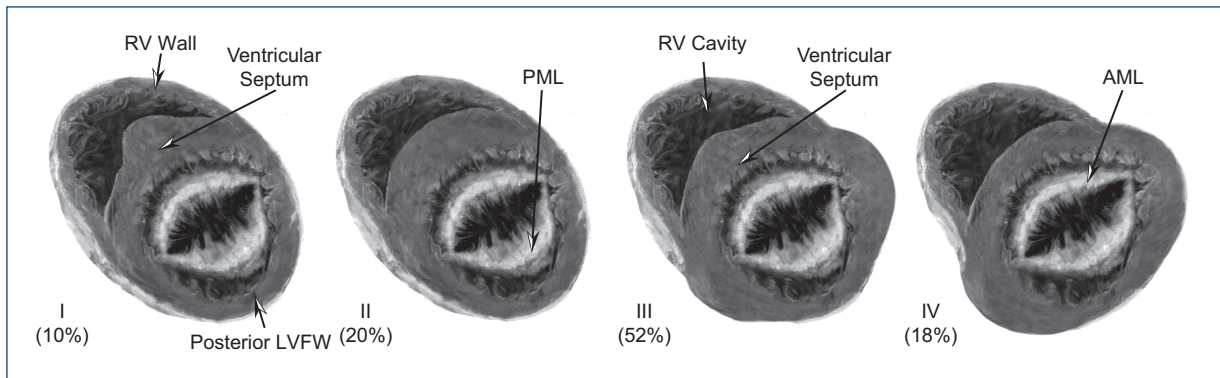 RV Wall
Ventricular
Septum
PML
RV Cavity
Ventricular
Septum
AML
I
(10%)
Posterior LVFW
II
(20%)
III
(52%)
IV
(18%)